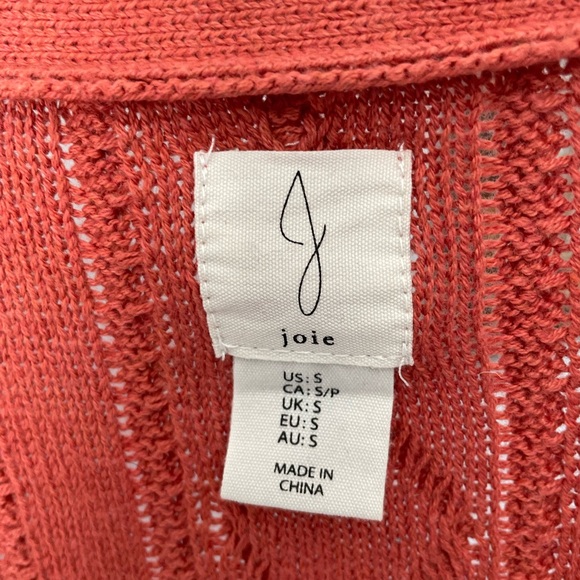 joie
US: S
CA: S/P
UK: S
EU: S
AU: S
MADE IN
CHINA